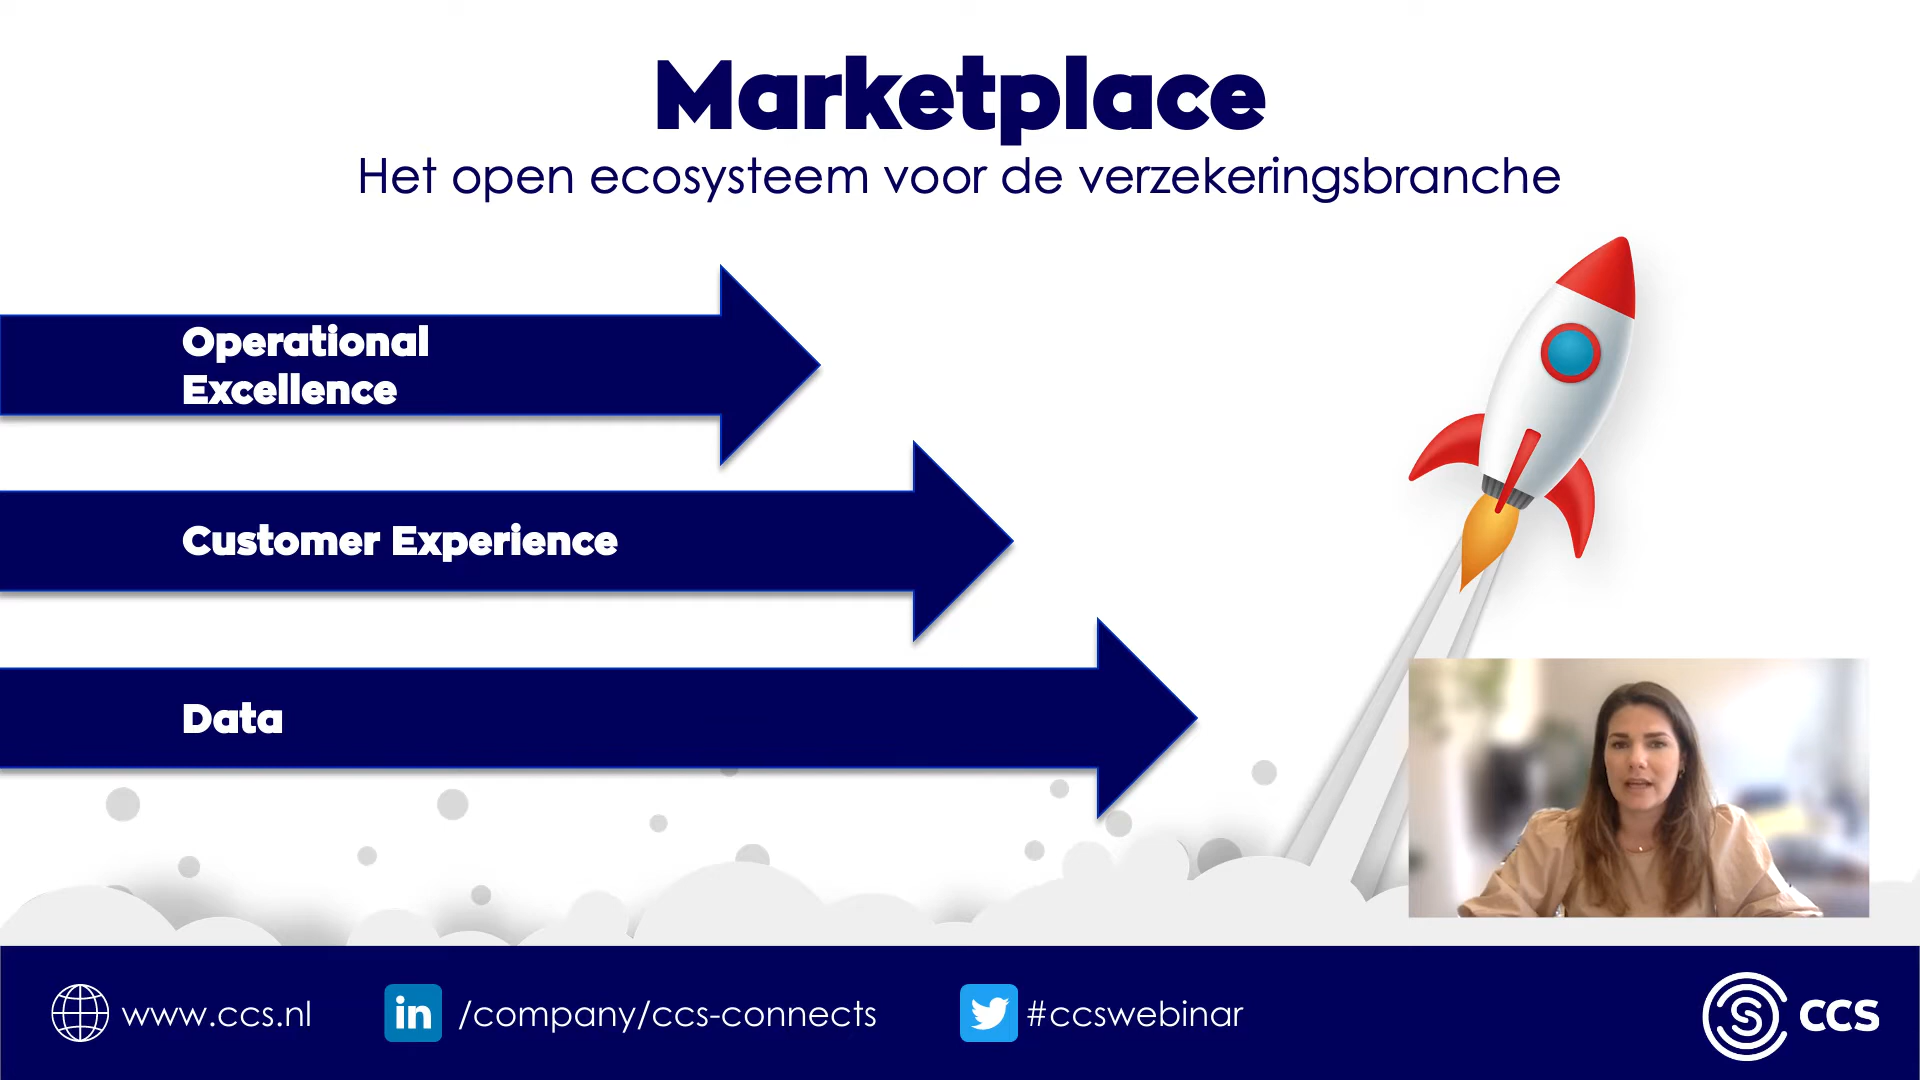 Marketplace
Het open ecosysteem voor de verzekeringsbranche
Operational
Excellence
Customer Experience
Data
www.ccs.nl
in
/company/ccs-connects
#ccswebinar
CCS